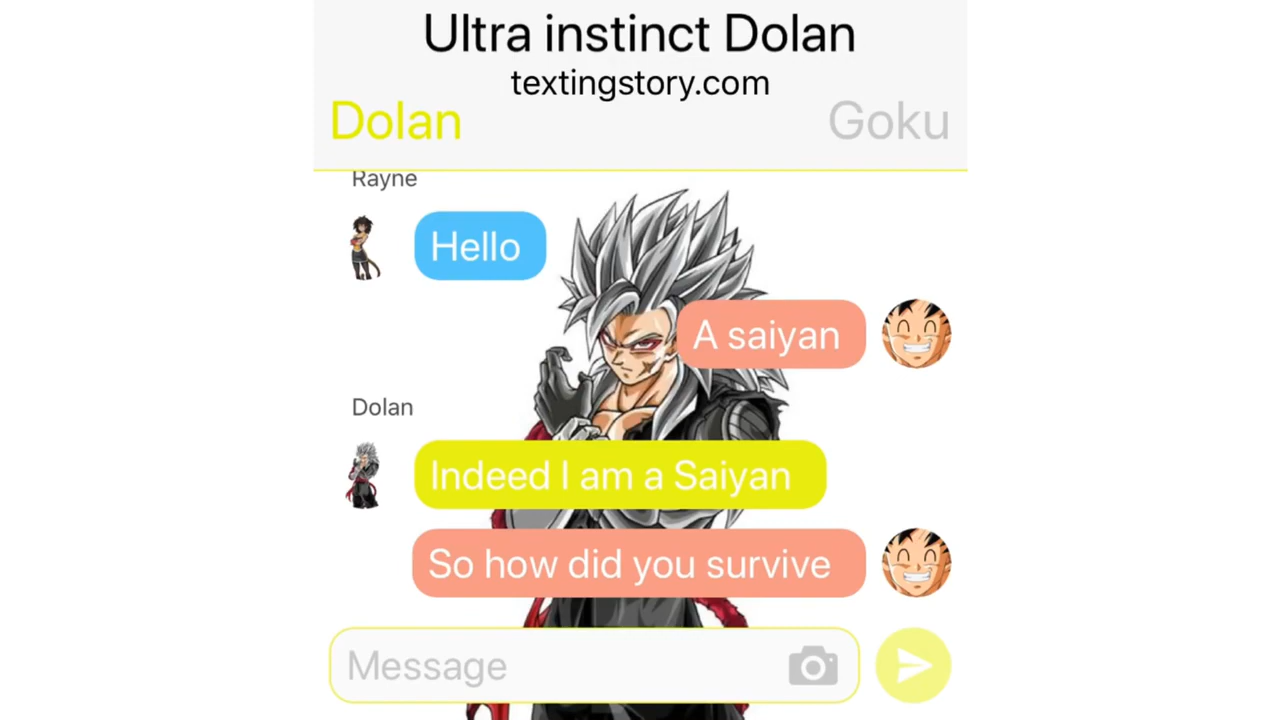 Ultra instinct Dolan
textingstory.com
Dolan
Goku
Rayne
Hello
A saiyan
Dolan
Indeed I am a Saiyan
So how did you survive
Message